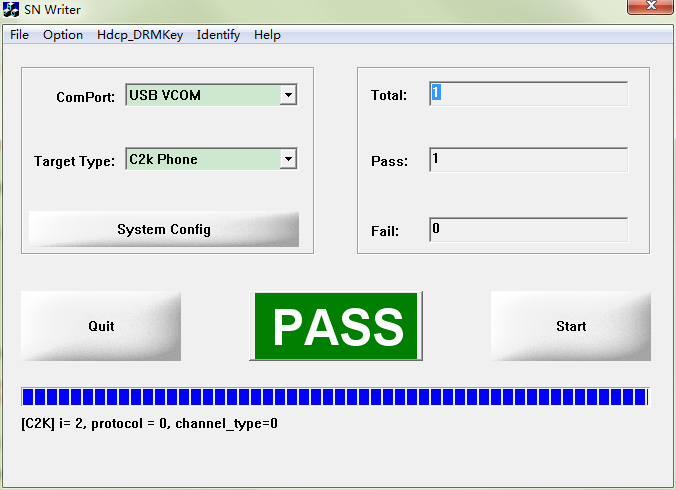 SN Writer
File Option Hdcp_DRMKey Identify Help
ComPort: USB VCOM
Target Type: C2k Phone
System Config
Total: 1
Pass: 1
Fail: 0
Quit
PASS
Start
[C2K] i= 2, protocol = 0, channel_type=0